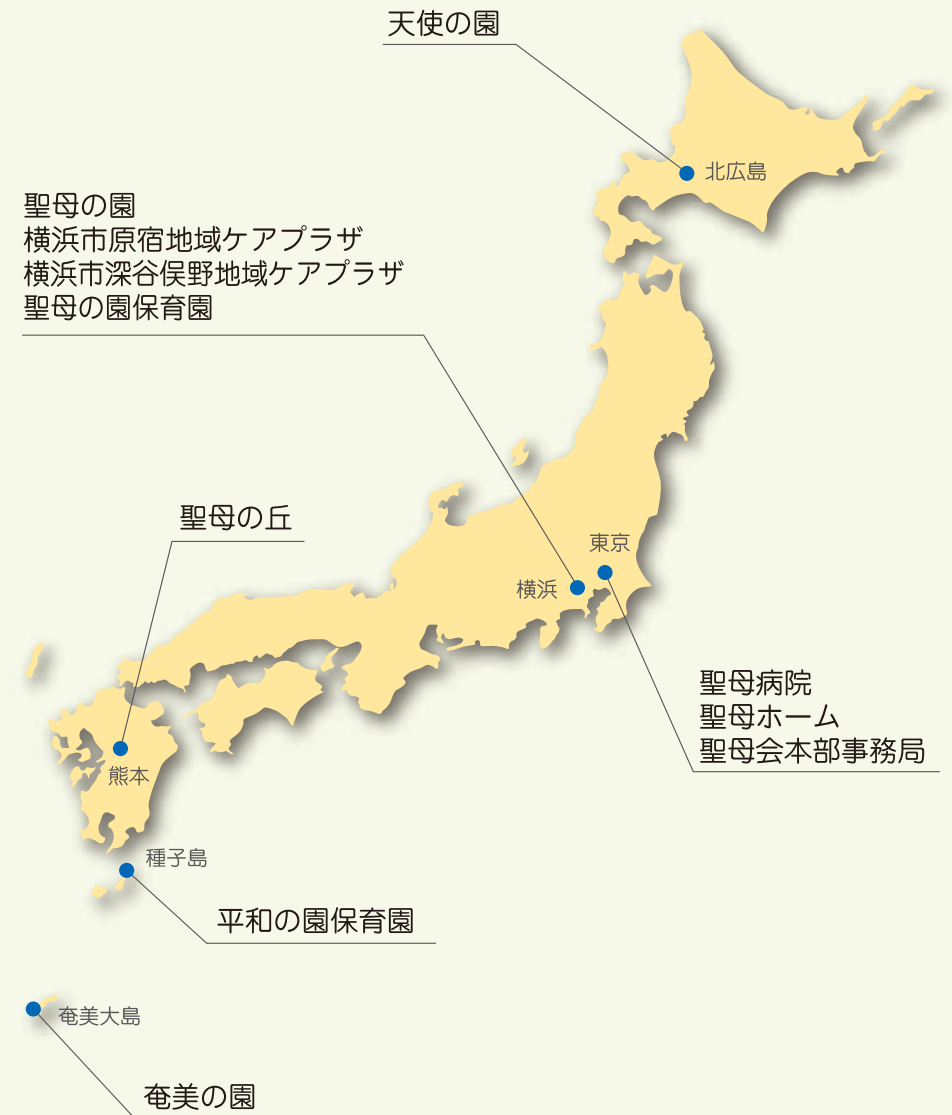 天使の園
北広島
聖母の園
横浜市原宿地域ケアプラザ
横浜市深谷俣野地域ケアプラザ
聖母の園保育園
聖母の丘
東京
横浜
聖母病院
聖母ホーム
聖母会本部事務局
熊本
種子島
平和の園保育園
奄美大島
奄美の園